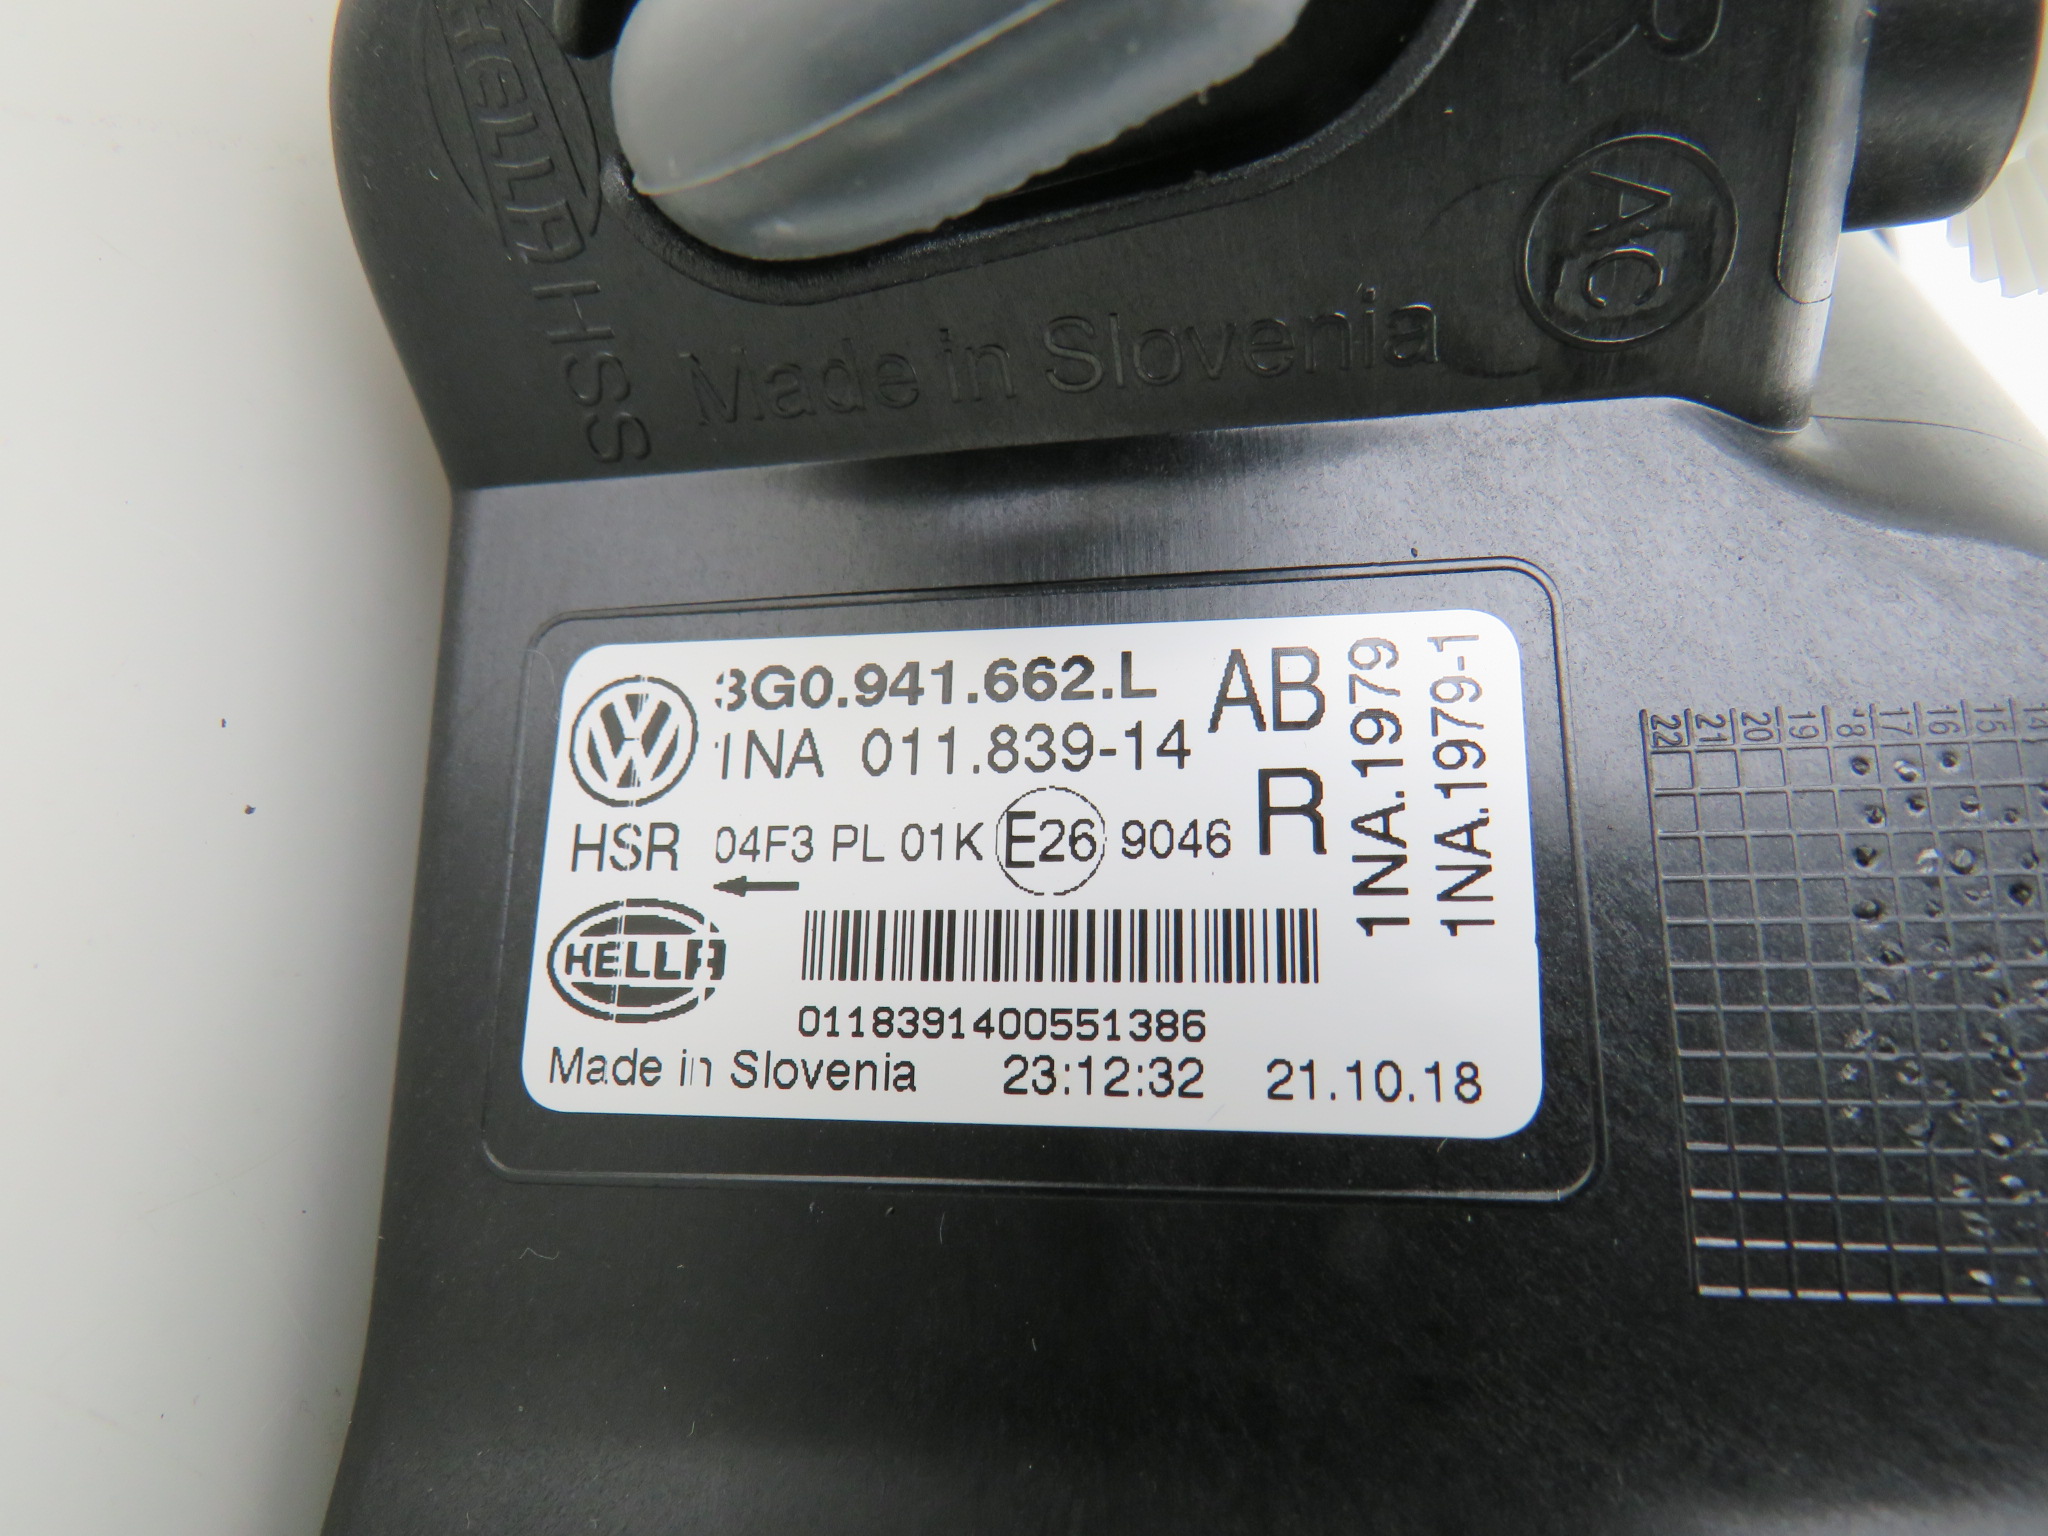 HELLA HSS
R
AC
Made in Slovenia
3G0.941.662.L
AB
1NA 011.839-14
HSR 04F3 PL 01K E26 9046
R
1NA.1979
1NA.1979-1
HELLA
0118391400551386
Made in Slovenia 23:12:32 21.10.18
22 21 20 19 18 17 16 15 14